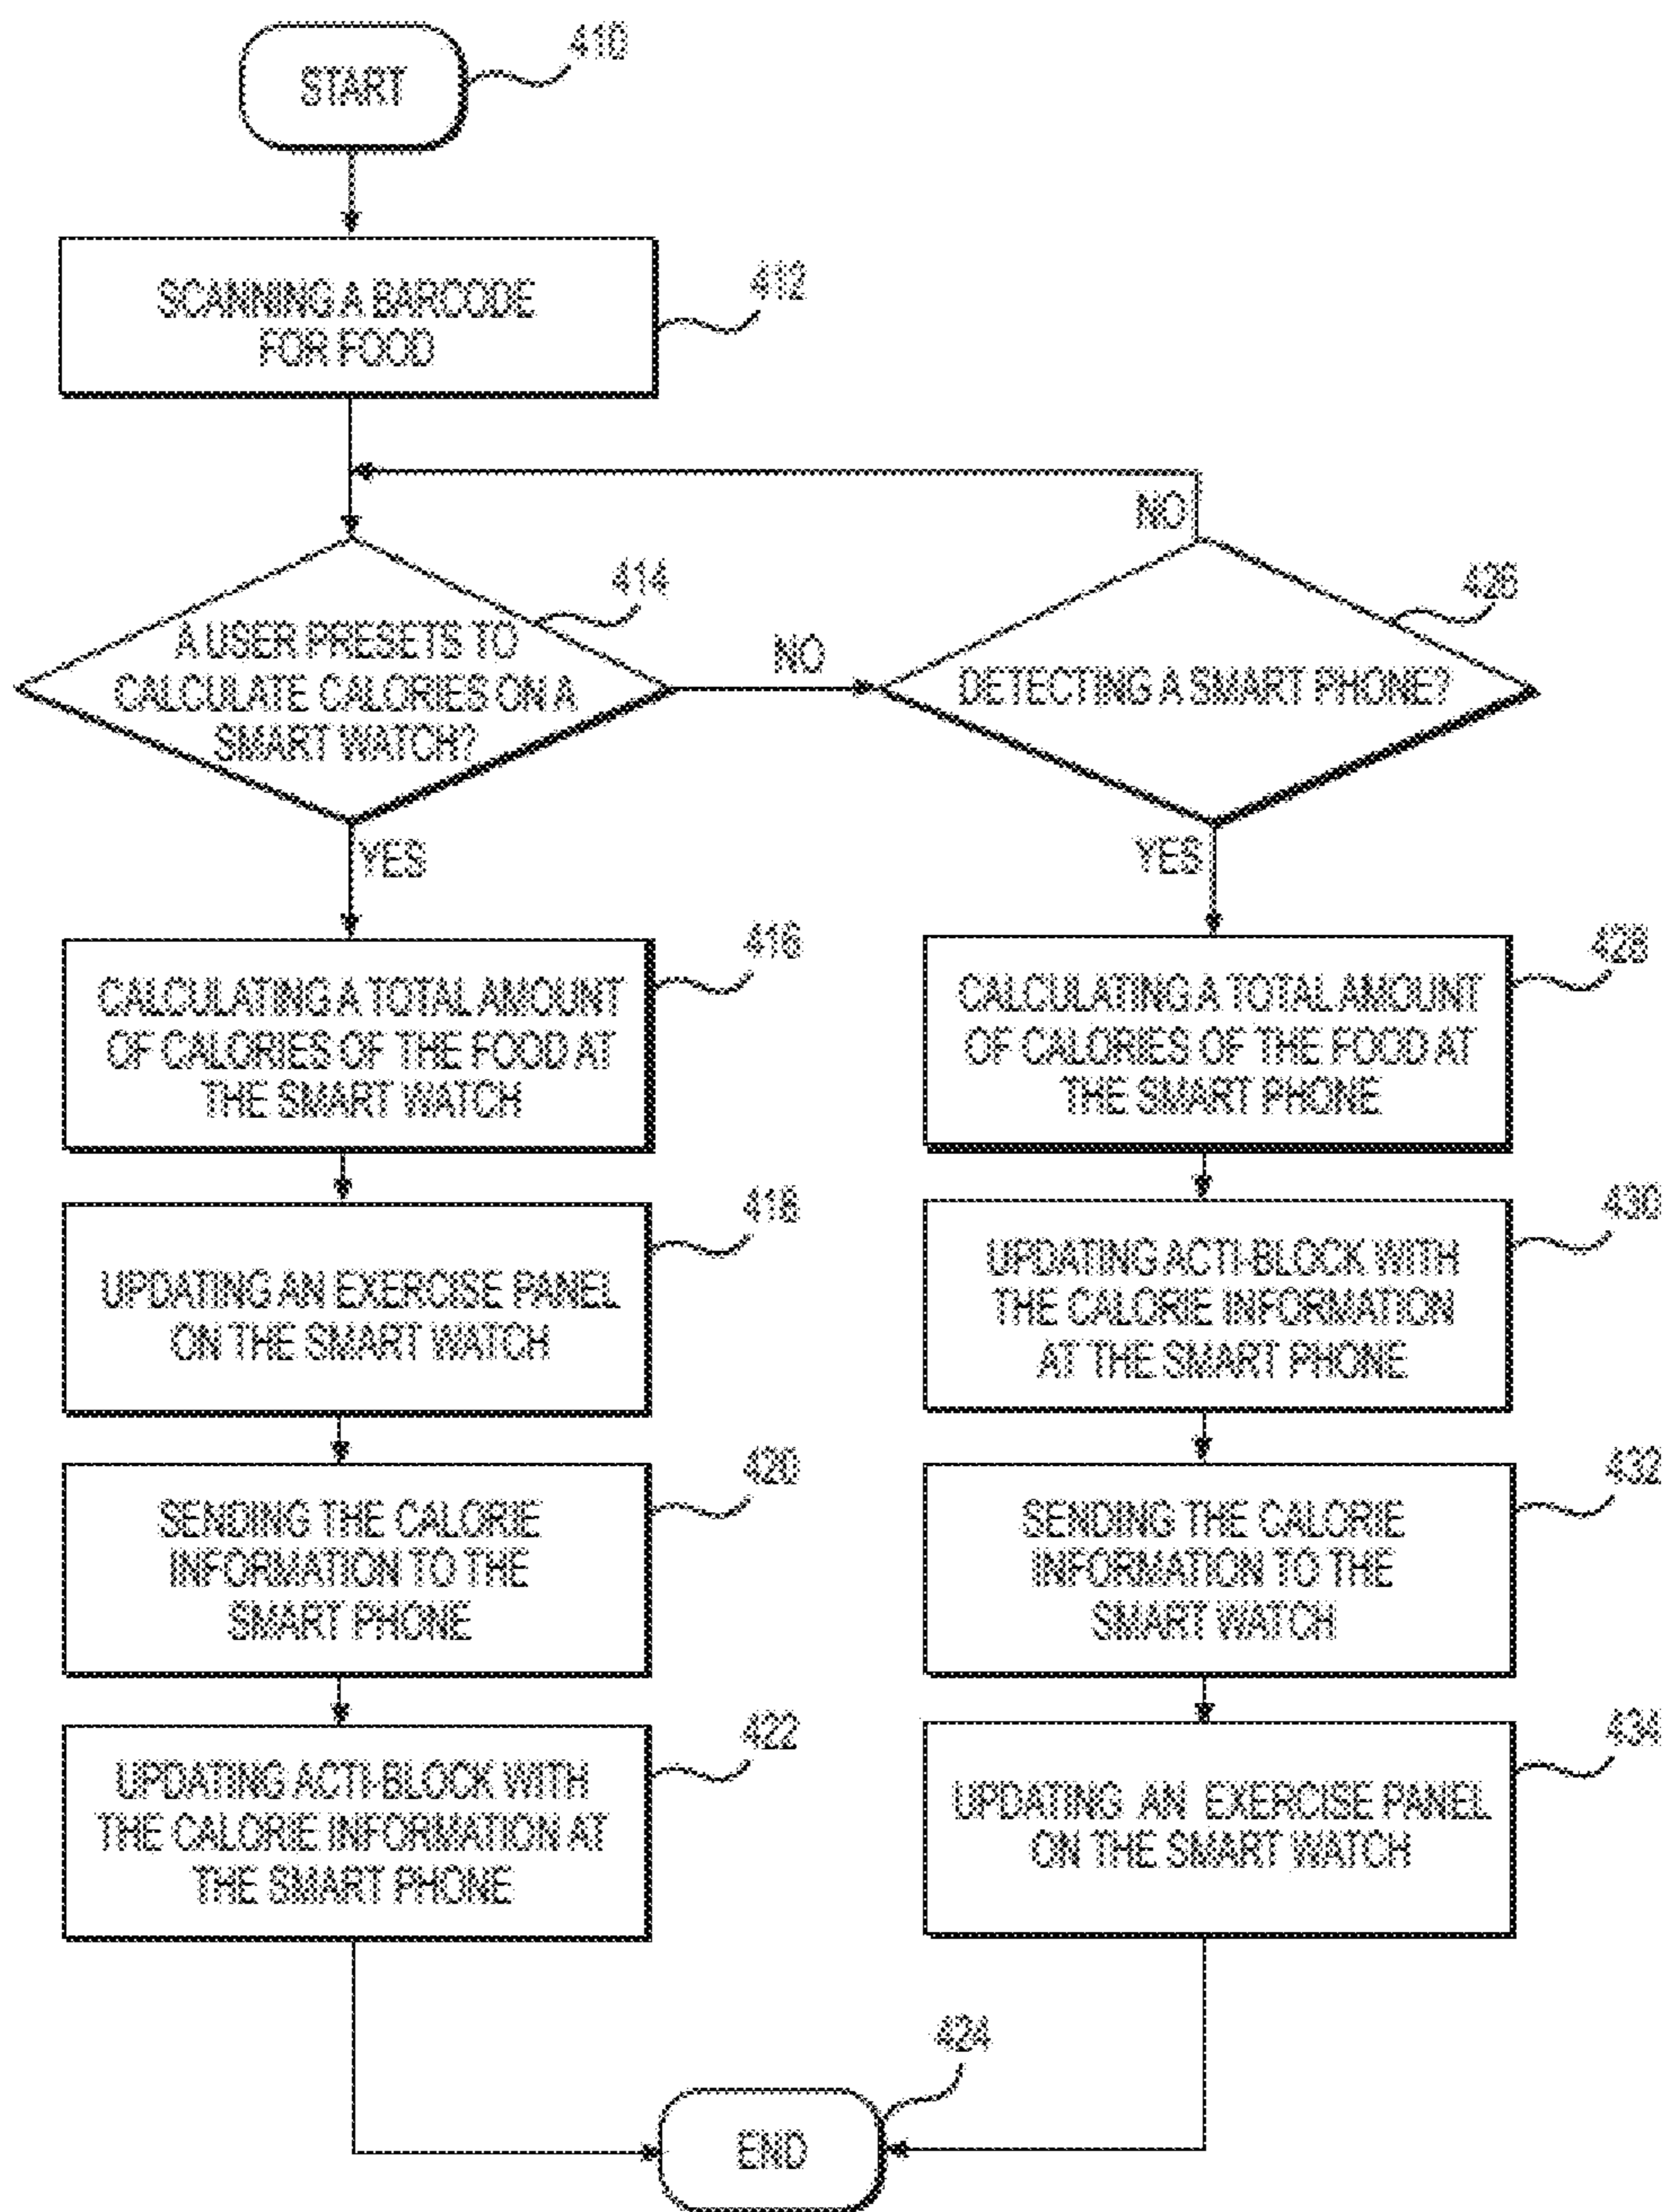 410
START
412
SCANNING A BARCODE
FOR FOOD
NO
414
426
A USER PRESETS TO
CALCULATE CALORIES ON A
SMART WATCH?
NO
DETECTING A SMART PHONE?
YES
YES
416
CALCULATING A TOTAL AMOUNT
OF CALORIES OF THE FOOD AT
THE SMART WATCH
428
CALCULATING A TOTAL AMOUNT
OF CALORIES OF THE FOOD AT
THE SMART PHONE
418
UPDATING AN EXERCISE PANEL
ON THE SMART WATCH
430
UPDATING ACTI-BLOCK WITH
THE CALORIE INFORMATION
AT THE SMART PHONE
420
SENDING THE CALORIE
INFORMATION TO THE
SMART PHONE
432
SENDING THE CALORIE
INFORMATION TO THE
SMART WATCH
422
UPDATING ACTI-BLOCK WITH
THE CALORIE INFORMATION AT
THE SMART PHONE
434
UPDATING AN EXERCISE PANEL
ON THE SMART WATCH
424
END